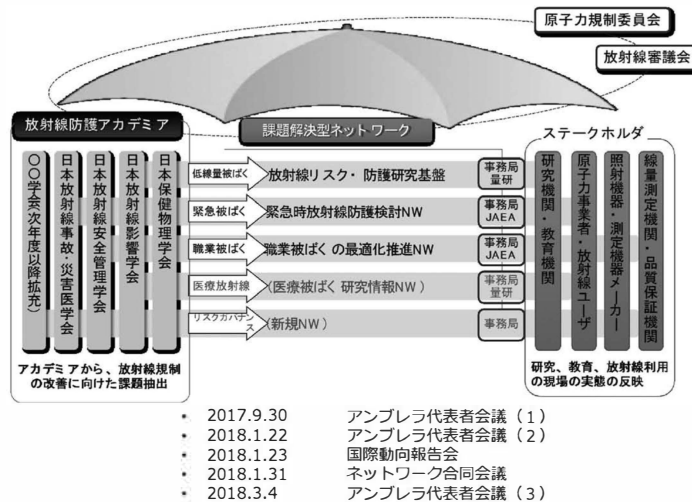 原子力規制委員会
放射線審議会
放射線防護アカデミア
課題解決型ネットワーク
ステークホルダ
〇〇学会(次年度以降拡充)
日本放射線事故・災害医学会
日本放射線安全管理学会
日本放射線影響学会
日本保健物理学会
低線量被ばく
放射線リスク・防護研究基盤
事務局
量研
緊急被ばく
緊急時放射線防護検討NW
事務局
JAEA
職業被ばく
職業被ばくの最適化推進NW
事務局
JAEA
医療放射線
(医療被ばく研究情報NW)
事務局
量研
リスクガバナンス
(新規NW)
事務局
研究機関・教育機関
原子力事業者・放射線ユーザ
照射機器・測定機器メーカー
線量測定機関・品質保証機関
アカデミアから、放射線規制
の改善に向けた課題抽出
研究、教育、放射線利用
の現場の実態の反映
• 2017.9.30 アンブレラ代表者会議(1)
• 2018.1.22 アンブレラ代表者会議(2)
• 2018.1.23 国際動向報告会
• 2018.1.31 ネットワーク合同会議
• 2018.3.4 アンブレラ代表者会議(3)